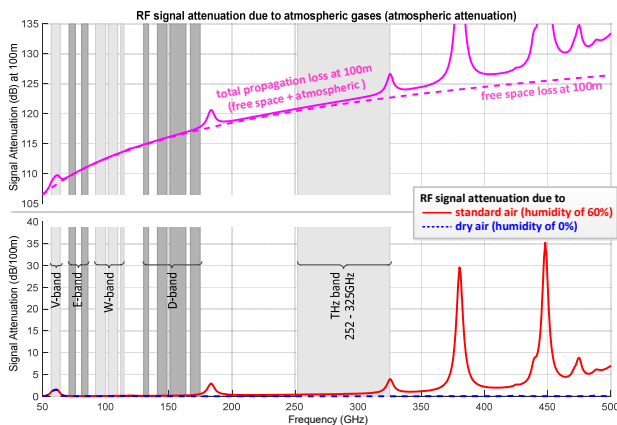 RF signal attenuation due to atmospheric gases (atmospheric attenuation)
Signal Attenuation (dB) at 100m
135
130
125
120
115
110
105
total propagation loss at 100m
(free space + atmospheric )
free space loss at 100m
RF signal attenuation due to
standard air (humidity of 60%)
dry air (humidity of 0%)
Signal Attenuation (dB/100m)
40
35
30
25
20
15
10
5
0
V-band
E-band
W-band
D-band
THz band
252 - 325GHz
50
100
150
200
250
300
350
400
450
500
Frequency (GHz)